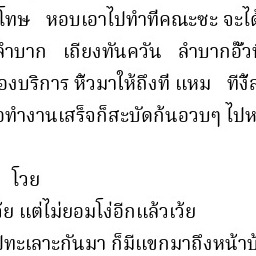 โทษ หอบเอาไปทำที่คณะซะ จะได้
ลำบาก เถียงทันควัน ลำบากอั๊วที่
องบริการ หิ้วมาให้ถึงที่ แหม ทีงี้ล
อทำงานเสร็จก็สะบัดก้นอวบๆ ไปห
โวย
ย แต่ไม่ยอมโง่อีกแล้วเว้ย
ปทะเลาะกันมา ก็มีแขกมาถึงหน้าบ้